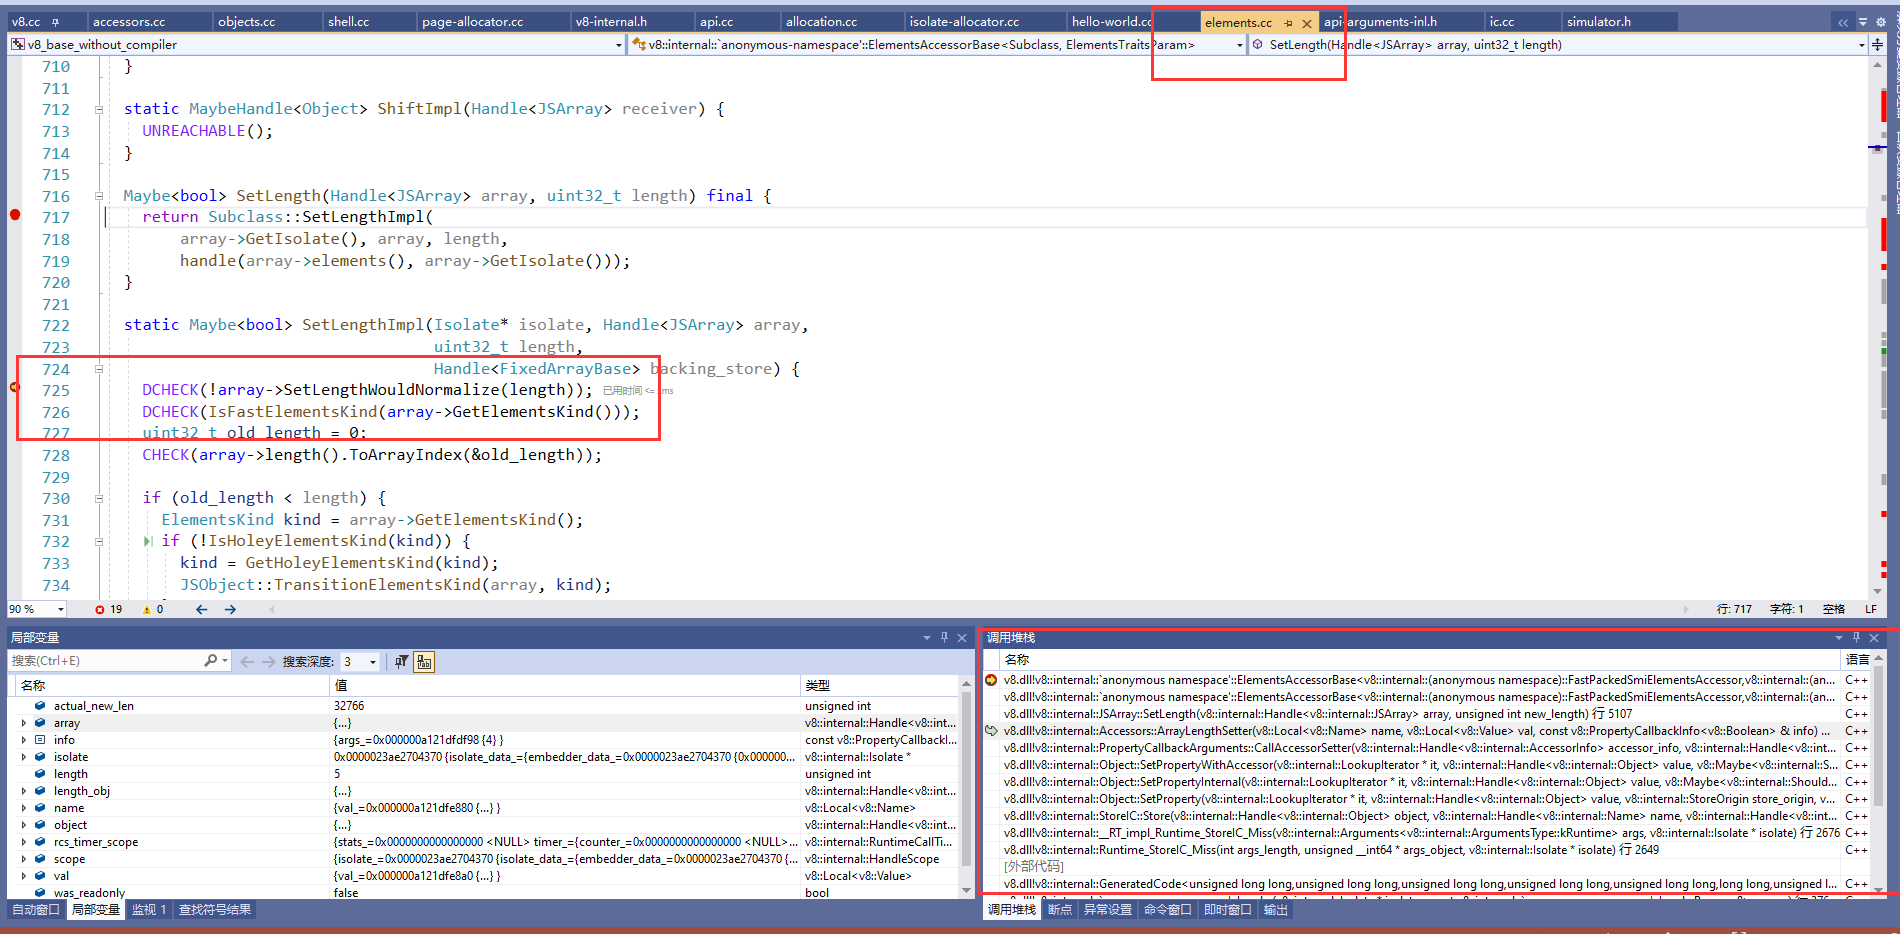 v8.cc accessors.cc objects.cc shell.cc page-allocator.cc v8-internal.h api.cc allocation.cc isolate-allocator.cc hello-world.cc elements.cc api-arguments-inl.h ic.cc simulator.h
v8_base_without_compiler v8::internal::`anonymous-namespace'::ElementsAccessorBase<Subclass, ElementsTraitsParam> SetLength(Handle<JSArray> array, uint32_t length)
710 }
711
712 static MaybeHandle<Object> ShiftImpl(Handle<JSArray> receiver) {
713 UNREACHABLE();
714 }
715
716 Maybe<bool> SetLength(Handle<JSArray> array, uint32_t length) final {
717 return Subclass::SetLengthImpl(
718 array->GetIsolate(), array, length,
719 handle(array->elements(), array->GetIsolate()));
720 }
721
722 static Maybe<bool> SetLengthImpl(Isolate* isolate, Handle<JSArray> array,
723 uint32_t length,
724 Handle<FixedArrayBase> backing_store) {
725 DCHECK(!array->SetLengthWouldNormalize(length)); 已用时间 <= 1ms
726 DCHECK(IsFastElementsKind(array->GetElementsKind()));
727 uint32_t old_length = 0;
728 CHECK(array->length().ToArrayIndex(&old_length));
729
730 if (old_length < length) {
731 ElementsKind kind = array->GetElementsKind();
732 if (!IsHoleyElementsKind(kind)) {
733 kind = GetHoleyElementsKind(kind);
734 JSObject::TransitionElementsKind(array, kind);
90 % 19 0 行: 717 字符: 1 空格 LF
局部变量
搜索(Ctrl+E) 搜索深度: 3
名称 值 类型
actual_new_len 32766 unsigned int
array {...} v8::internal::Handle<v8::int...
info {args_=0x000000a121dfdf98 {4} } const v8::PropertyCallbackI...
isolate 0x0000023ae2704370 {isolate_data_={embedder_data_=0x0000023ae2704370 {0x000000... v8::internal::Isolate *
length 5 unsigned int
length_obj {...} v8::internal::Handle<v8::int...
name {val_=0x000000a121dfe880 {...} } v8::Local<v8::Name>
object {...} v8::internal::Handle<v8::int...
rcs_timer_scope {stats_=0x0000000000000000 <NULL> timer_={counter_=0x0000000000000000 <NULL>... v8::internal::RuntimeCallTi...
scope {isolate_=0x0000023ae2704370 {isolate_data_={embedder_data_=0x0000023ae2704370 {... v8::internal::HandleScope
val {val_=0x000000a121dfe8a0 {...} } v8::Local<v8::Value>
was_readonly false bool
自动窗口 局部变量 监视 1 查找符号结果
调用堆栈
名称 语言
v8.dll!v8::internal::`anonymous namespace'::ElementsAccessorBase<v8::internal::(anonymous namespace)::FastPackedSmiElementsAccessor,v8::internal::(an... C++
v8.dll!v8::internal::`anonymous namespace'::ElementsAccessorBase<v8::internal::(anonymous namespace)::FastPackedSmiElementsAccessor,v8::internal::(an... C++
v8.dll!v8::internal::JSArray::SetLength(v8::internal::Handle<v8::internal::JSArray> array, unsigned int new_length) 行 5107 C++
v8.dll!v8::internal::Accessors::ArrayLengthSetter(v8::Local<v8::Name> name, v8::Local<v8::Value> val, const v8::PropertyCallbackInfo<v8::Boolean> & info) ... C++
v8.dll!v8::internal::PropertyCallbackArguments::CallAccessorSetter(v8::internal::Handle<v8::internal::AccessorInfo> accessor_info, v8::internal::Handle<v8::int... C++
v8.dll!v8::internal::Object::SetPropertyWithAccessor(v8::internal::LookupIterator * it, v8::internal::Handle<v8::internal::Object> value, v8::Maybe<v8::internal::S... C++
v8.dll!v8::internal::Object::SetPropertyInternal(v8::internal::LookupIterator * it, v8::internal::Handle<v8::internal::Object> value, v8::Maybe<v8::internal::Should... C++
v8.dll!v8::internal::Object::SetProperty(v8::internal::LookupIterator * it, v8::internal::Handle<v8::internal::Object> value, v8::internal::StoreOrigin store_origin, v... C++
v8.dll!v8::internal::StoreIC::Store(v8::internal::Handle<v8::internal::Object> object, v8::internal::Handle<v8::internal::Name> name, v8::internal::Handle<v8::int... C++
v8.dll!v8::internal::__RT_impl_Runtime_StoreIC_Miss(v8::internal::Arguments<v8::internal::ArgumentsType::kRuntime> args, v8::internal::Isolate * isolate) 行 2676 C++
v8.dll!v8::internal::Runtime_StoreIC_Miss(int args_length, unsigned __int64 * args_object, v8::internal::Isolate * isolate) 行 2649 C++
[外部代码]
v8.dll!v8::internal::GeneratedCode<unsigned long long,unsigned long long,unsigned long long,unsigned long long,unsigned long long,long long,unsigned l... C++
调用堆栈 断点 异常设置 命令窗口 即时窗口 输出